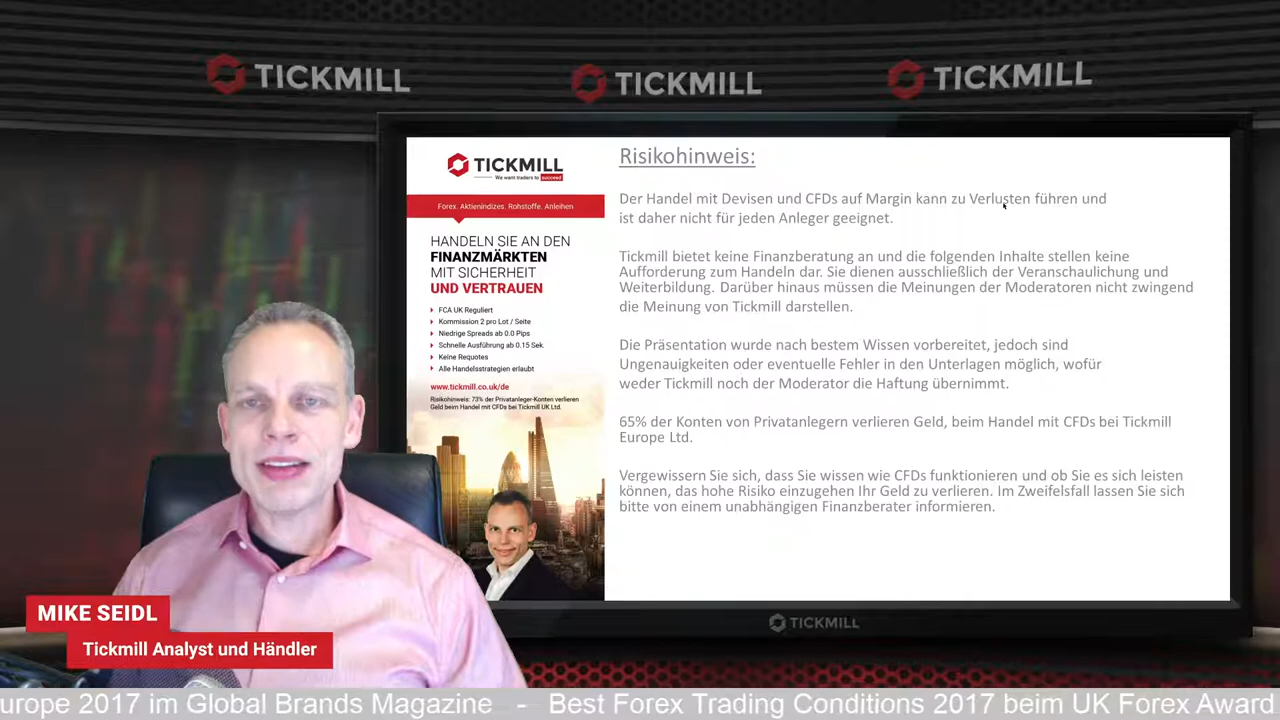 TICKMILL
TICKMILL
TICKMILL
TICKMILL
We want traders to succeed
Forex. Aktienindizes. Rohstoffe. Anleihen
HANDELN SIE AN DEN
FINANZMÄRKTEN
MIT SICHERHEIT
UND VERTRAUEN
FCA UK Reguliert
Kommission 2 pro Lot / Seite
Niedrige Spreads ab 0.0 Pips
Schnelle Ausführung ab 0.15 Sek.
Keine Requotes
Alle Handelsstrategien erlaubt
www.tickmill.co.uk/de
Risikohinweis: 73% der Privatanleger-Konten verlieren
Geld beim Handel mit CFDs bei Tickmill UK Ltd.
Risikohinweis:
Der Handel mit Devisen und CFDs auf Margin kann zu Verlusten führen und
ist daher nicht für jeden Anleger geeignet.
Tickmill bietet keine Finanzberatung an und die folgenden Inhalte stellen keine
Aufforderung zum Handeln dar. Sie dienen ausschließlich der Veranschaulichung und
Weiterbildung. Darüber hinaus müssen die Meinungen der Moderatoren nicht zwingend
die Meinung von Tickmill darstellen.
Die Präsentation wurde nach bestem Wissen vorbereitet, jedoch sind
Ungenauigkeiten oder eventuelle Fehler in den Unterlagen möglich, wofür
weder Tickmill noch der Moderator die Haftung übernimmt.
65% der Konten von Privatanlegern verlieren Geld, beim Handel mit CFDs bei Tickmill
Europe Ltd.
Vergewissern Sie sich, dass Sie wissen wie CFDs funktionieren und ob Sie es sich leisten
können, das hohe Risiko einzugehen Ihr Geld zu verlieren. Im Zweifelsfall lassen Sie sich
bitte von einem unabhängigen Finanzberater informieren.
TICKMILL
MIKE SEIDL
Tickmill Analyst und Händler
urope 2017 im Global Brands Magazine - Best Forex Trading Conditions 2017 beim UK Forex Award